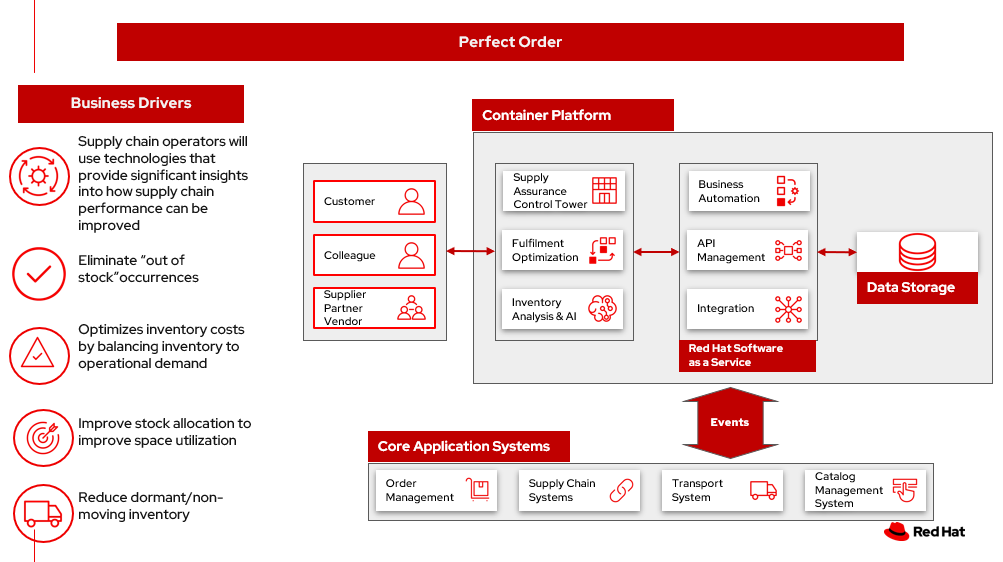 Perfect Order
Business Drivers
Supply chain operators will
use technologies that
provide significant insights
into how supply chain
performance can be
improved
Eliminate “out of
stock”occurrences
Optimizes inventory costs
by balancing inventory to
operational demand
Improve stock allocation to
improve space utilization
Reduce dormant/non-
moving inventory
Container Platform
Customer
Colleague
Supplier
Partner
Vendor
Supply
Assurance
Control Tower
Fulfilment
Optimization
Inventory
Analysis & AI
Business
Automation
API
Management
Integration
Red Hat Software
as a Service
Data Storage
Events
Core Application Systems
Order
Management
Supply Chain
Systems
Transport
System
Catalog
Management
System
Red Hat